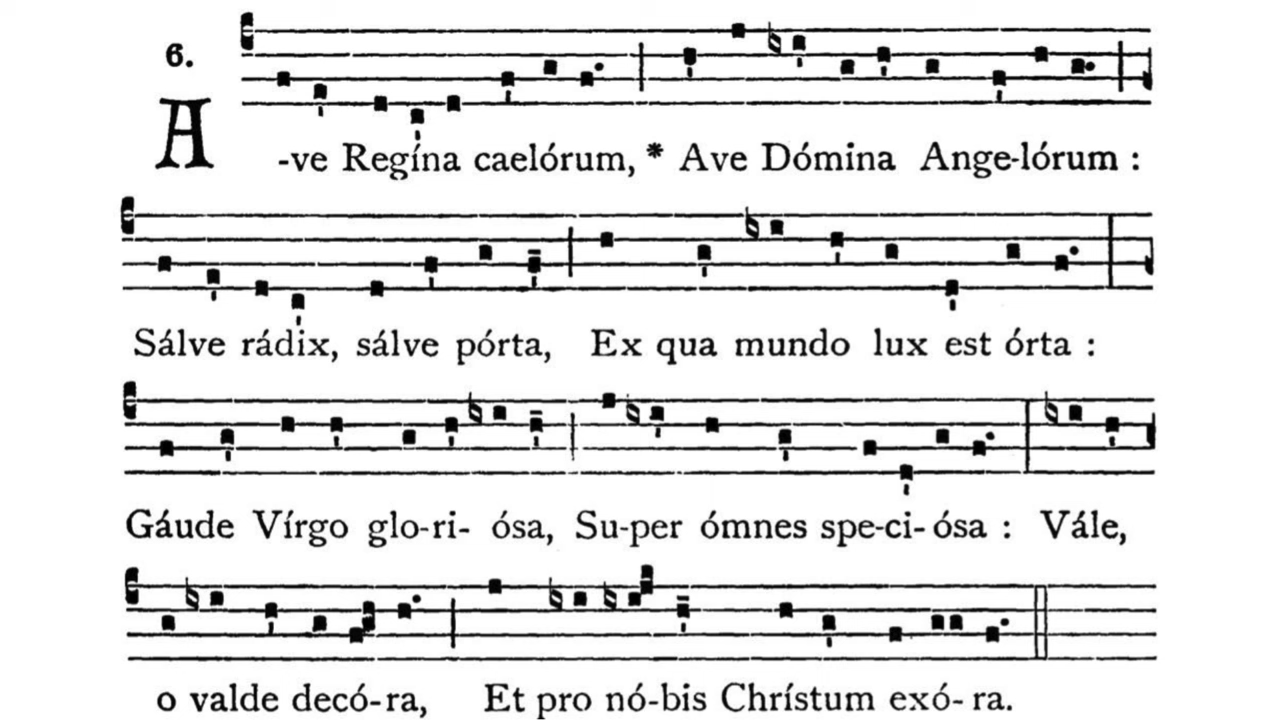 6.
A-ve Regína caelórum, * Ave Dómina Ange-lórum :
Sálve rádix, sálve pórta, Ex qua mundo lux est órta :
Gáude Vírgo glo-ri- ósa, Su-per ómnes spe-ci-ósa : Vále,
o valde decó-ra, Et pro nó-bis Chrístum exó- ra.